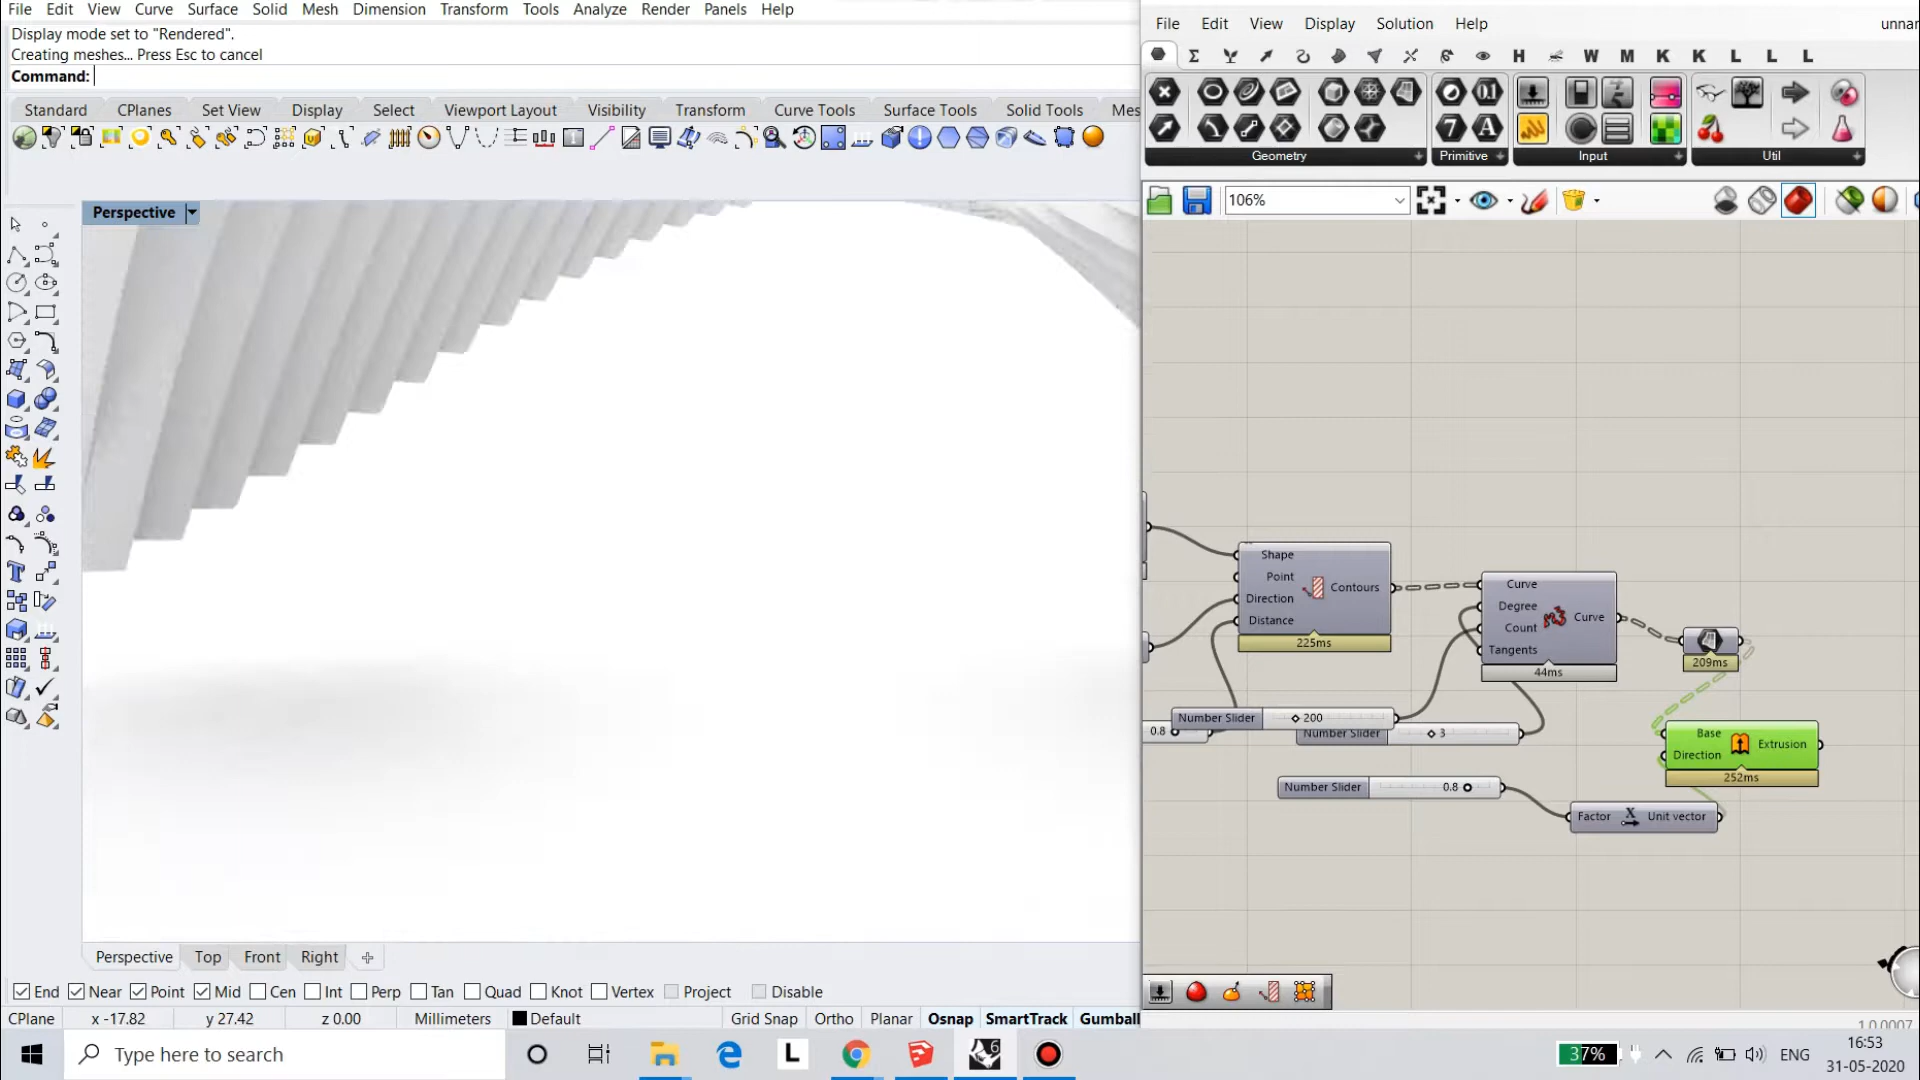 File Edit View Curve Surface Solid Mesh Dimension Transform Tools Analyze Render Panels Help
Display mode set to "Rendered".
Creating meshes... Press Esc to cancel
Command:
Standard CPlanes Set View Display Select Viewport Layout Visibility Transform Curve Tools Surface Tools Solid Tools Mes
Perspective
Perspective Top Front Right
End Near Point Mid Cen Int Perp Tan Quad Knot Vertex Project Disable
CPlane x -17.82 y 27.42 z 0.00 Millimeters Default Grid Snap Ortho Planar Osnap SmartTrack Gumball
File Edit View Display Solution Help unnar
H W M K K L L L
Geometry Primitive Input Util
106%
Shape
Point
Direction
Distance
Contours
225ms
Curve
Degree
Count
Tangents
Curve
44ms
209ms
Number Slider 200
0.8
Number Slider 3
Base
Direction
Extrusion
252ms
Number Slider 0.8
Factor X Unit vector
1.0.0007
Type here to search
L
6
37%
ENG
16:53
31-05-2020